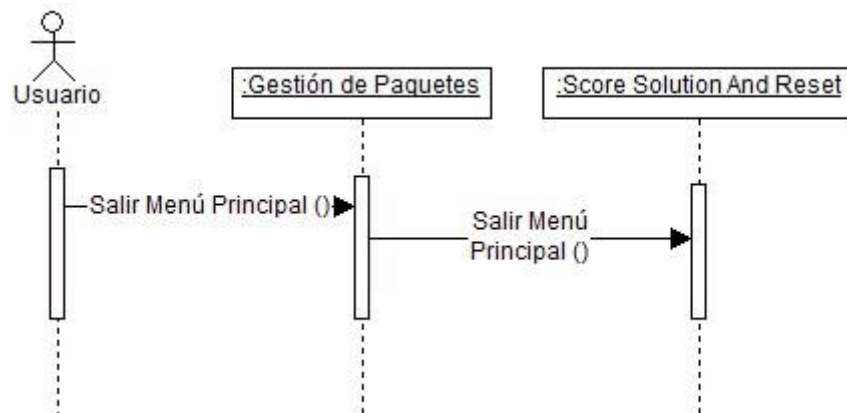 Usuario
:Gestión de Paquetes
:Score Solution And Reset
Salir Menú Principal ()
Salir Menú
Principal ()